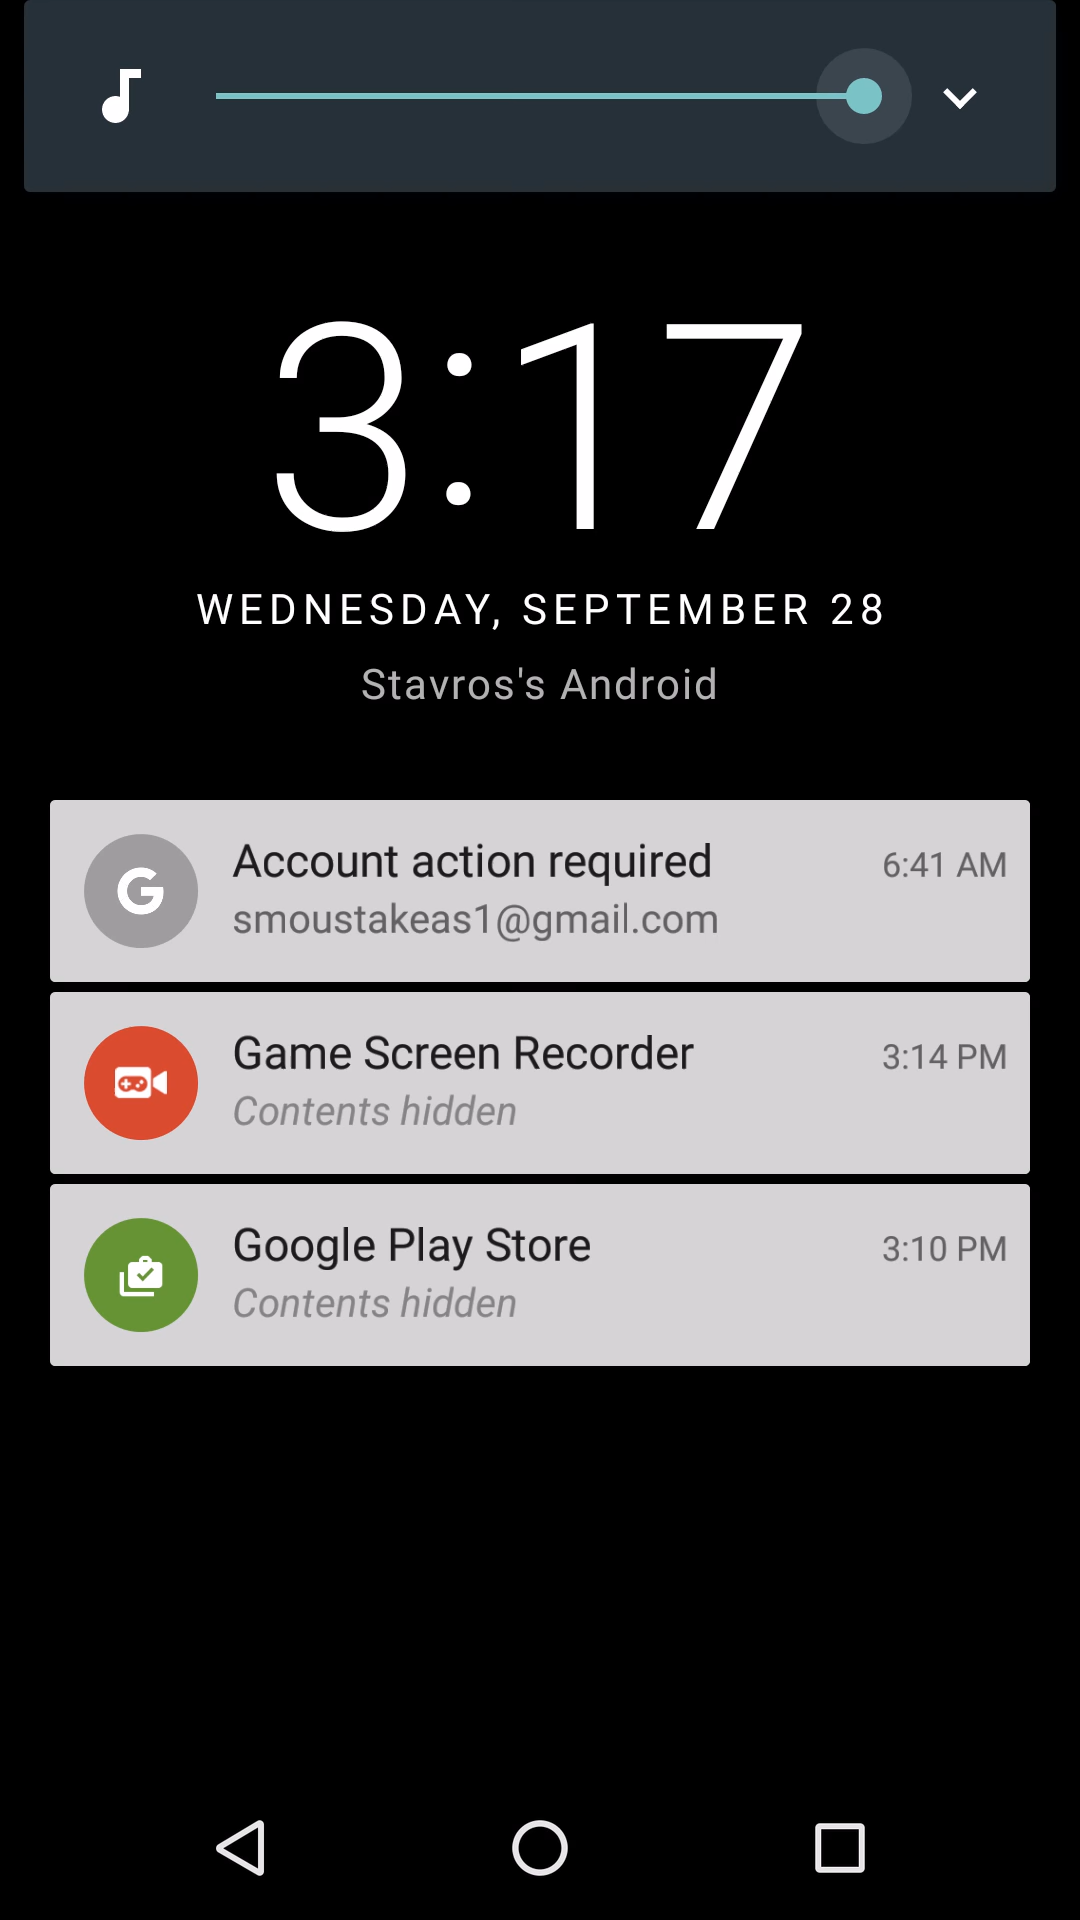 3:17
WEDNESDAY, SEPTEMBER 28
Stavros's Android
Account action required 6:41 AM
smoustakeas1@gmail.com
Game Screen Recorder 3:14 PM
Contents hidden
Google Play Store 3:10 PM
Contents hidden